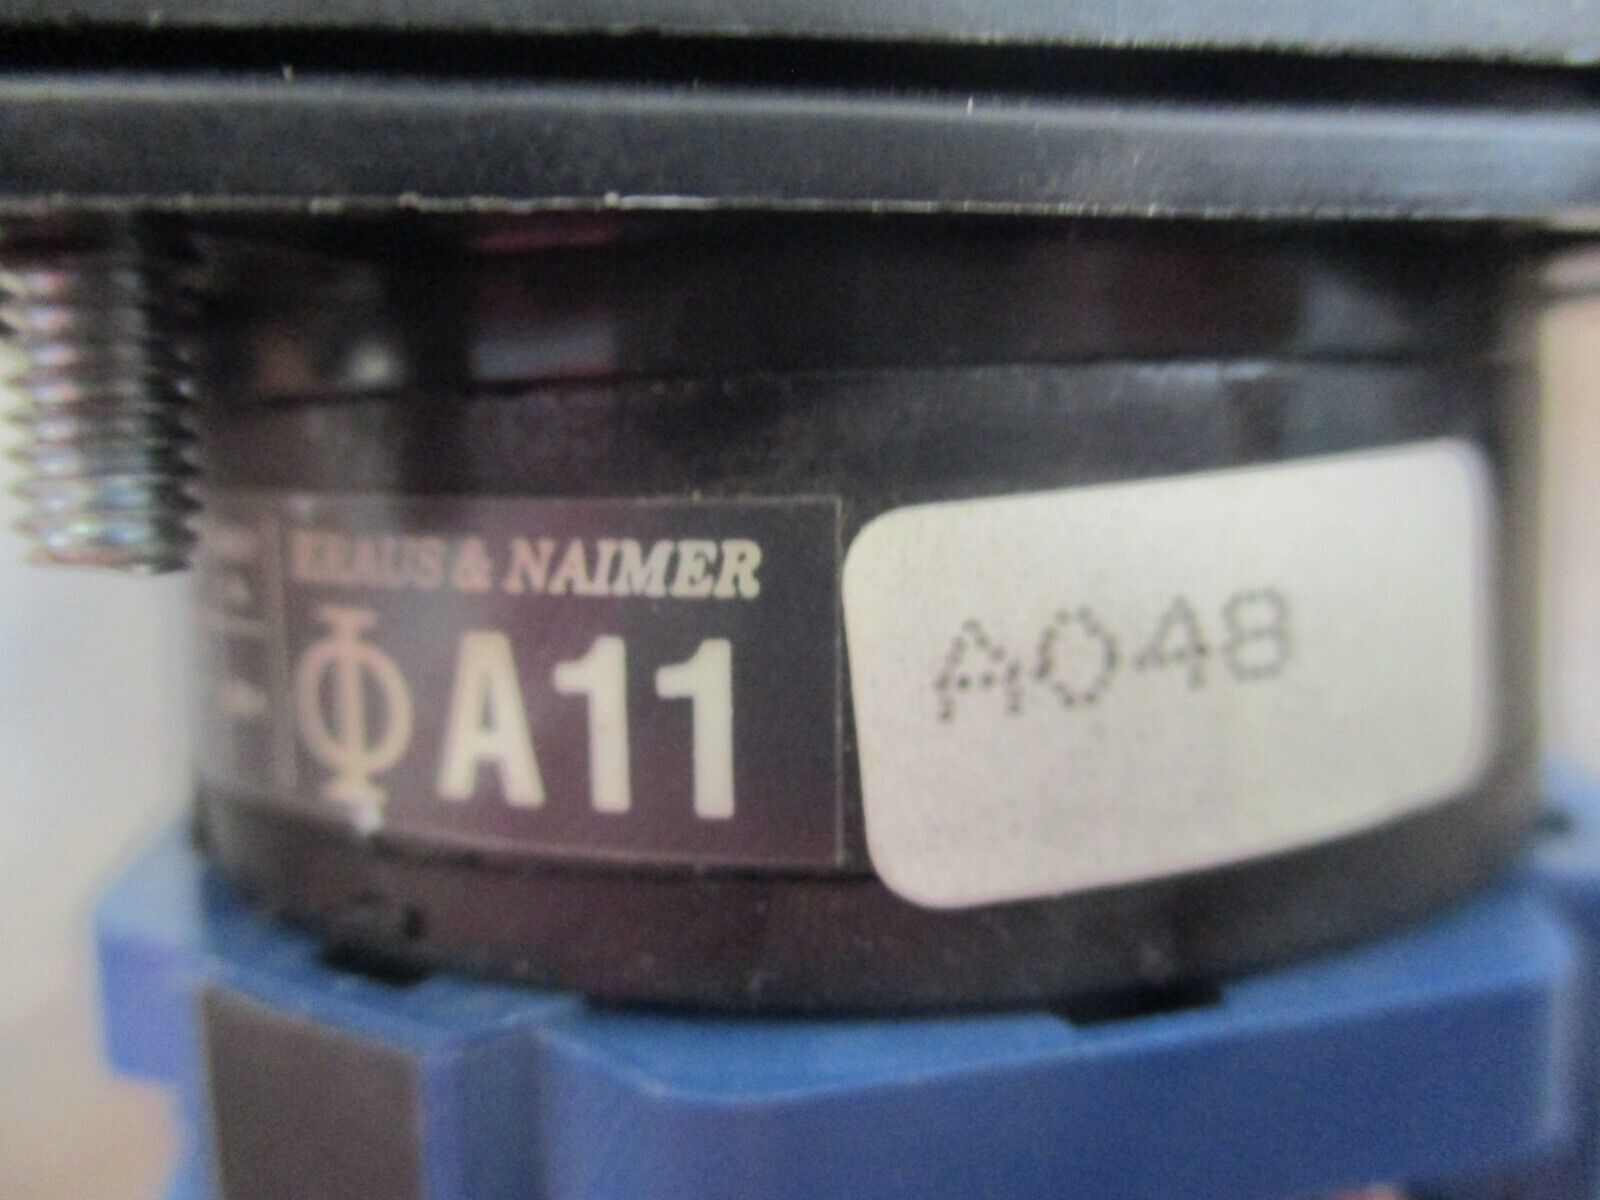 KRAUS & NAIMER
A11
A048